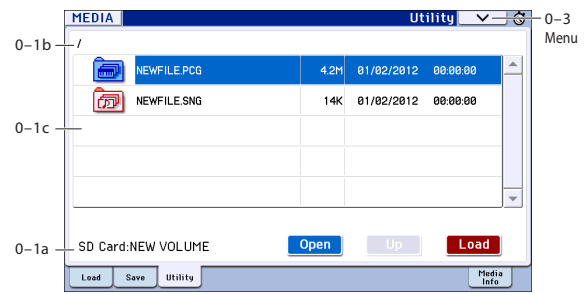 MEDIA Utility 0-3
Menu
0-1b /
NEWFILE.PCG 4.2M 01/02/2012 00:00:00
NEWFILE.SNG 14K 01/02/2012 00:00:00
0-1c
0-1a SD Card:NEW VOLUME Open Up Load
Load Save Utility Media Info